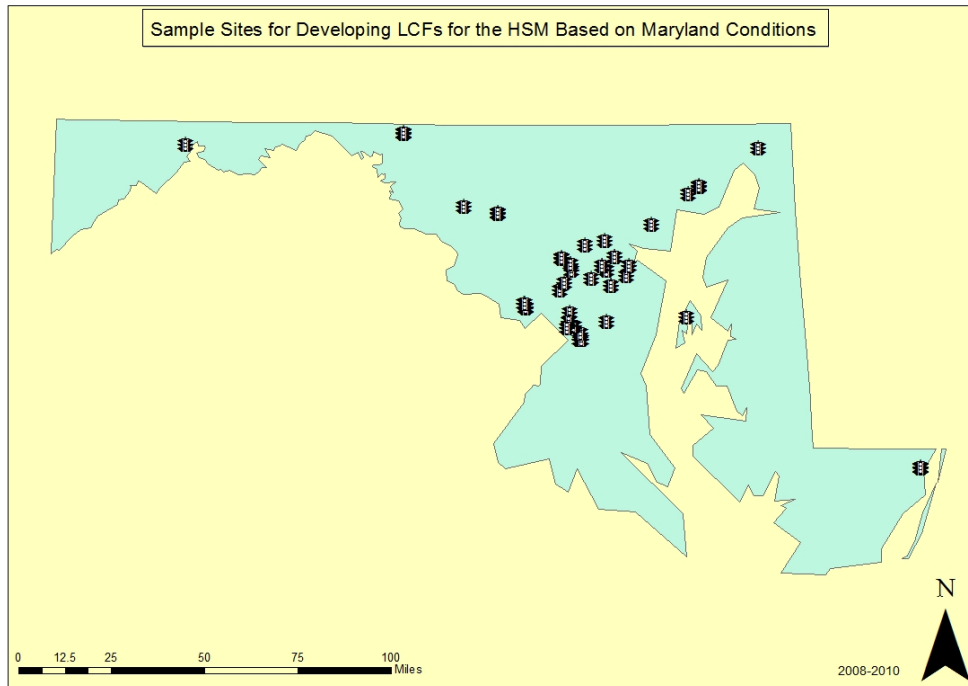 Sample Sites for Developing LCFs for the HSM Based on Maryland Conditions
N
0 12.5 25 50 75 100
Miles
2008-2010